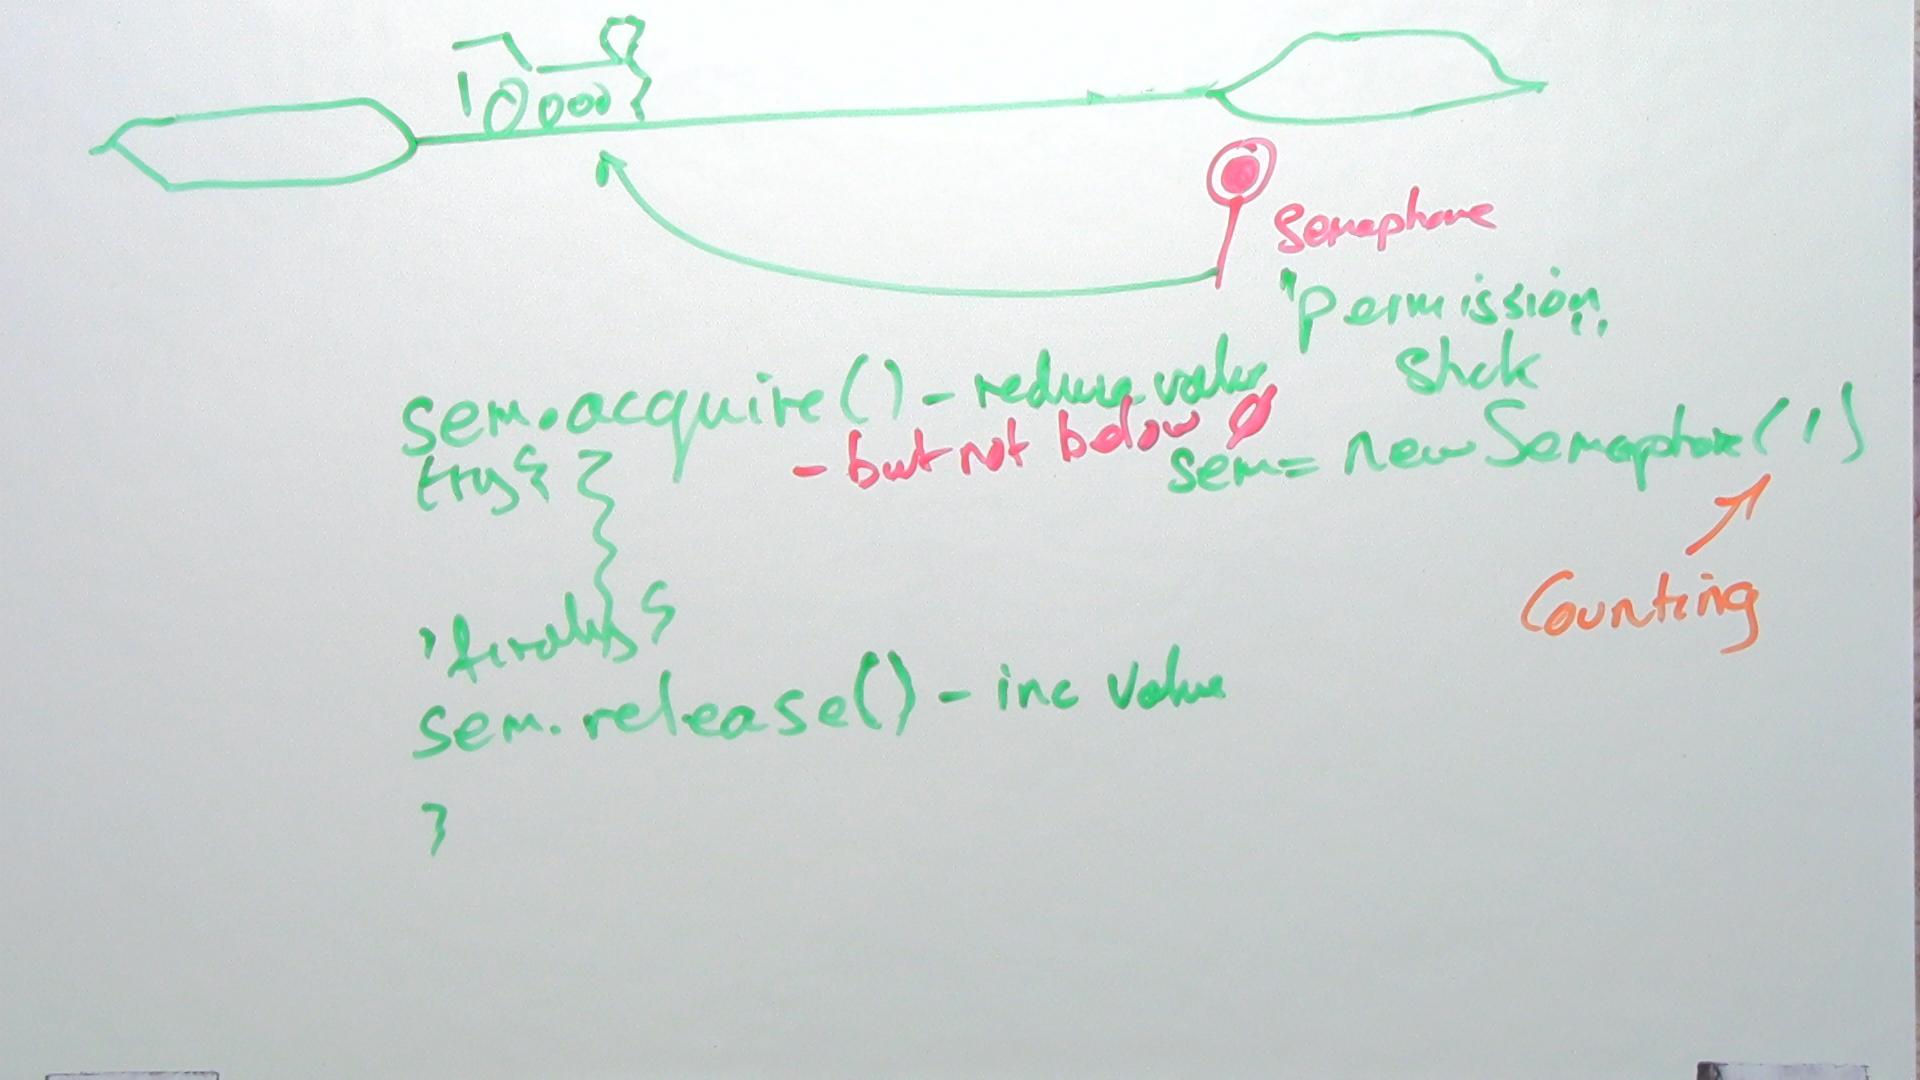 Semaphore
"Permission
Stick"
sem.acquire() - reduce value
- but not below 0
sem = new Semaphore(1)
try {
Counting
} finally {
sem.release() - inc value
}